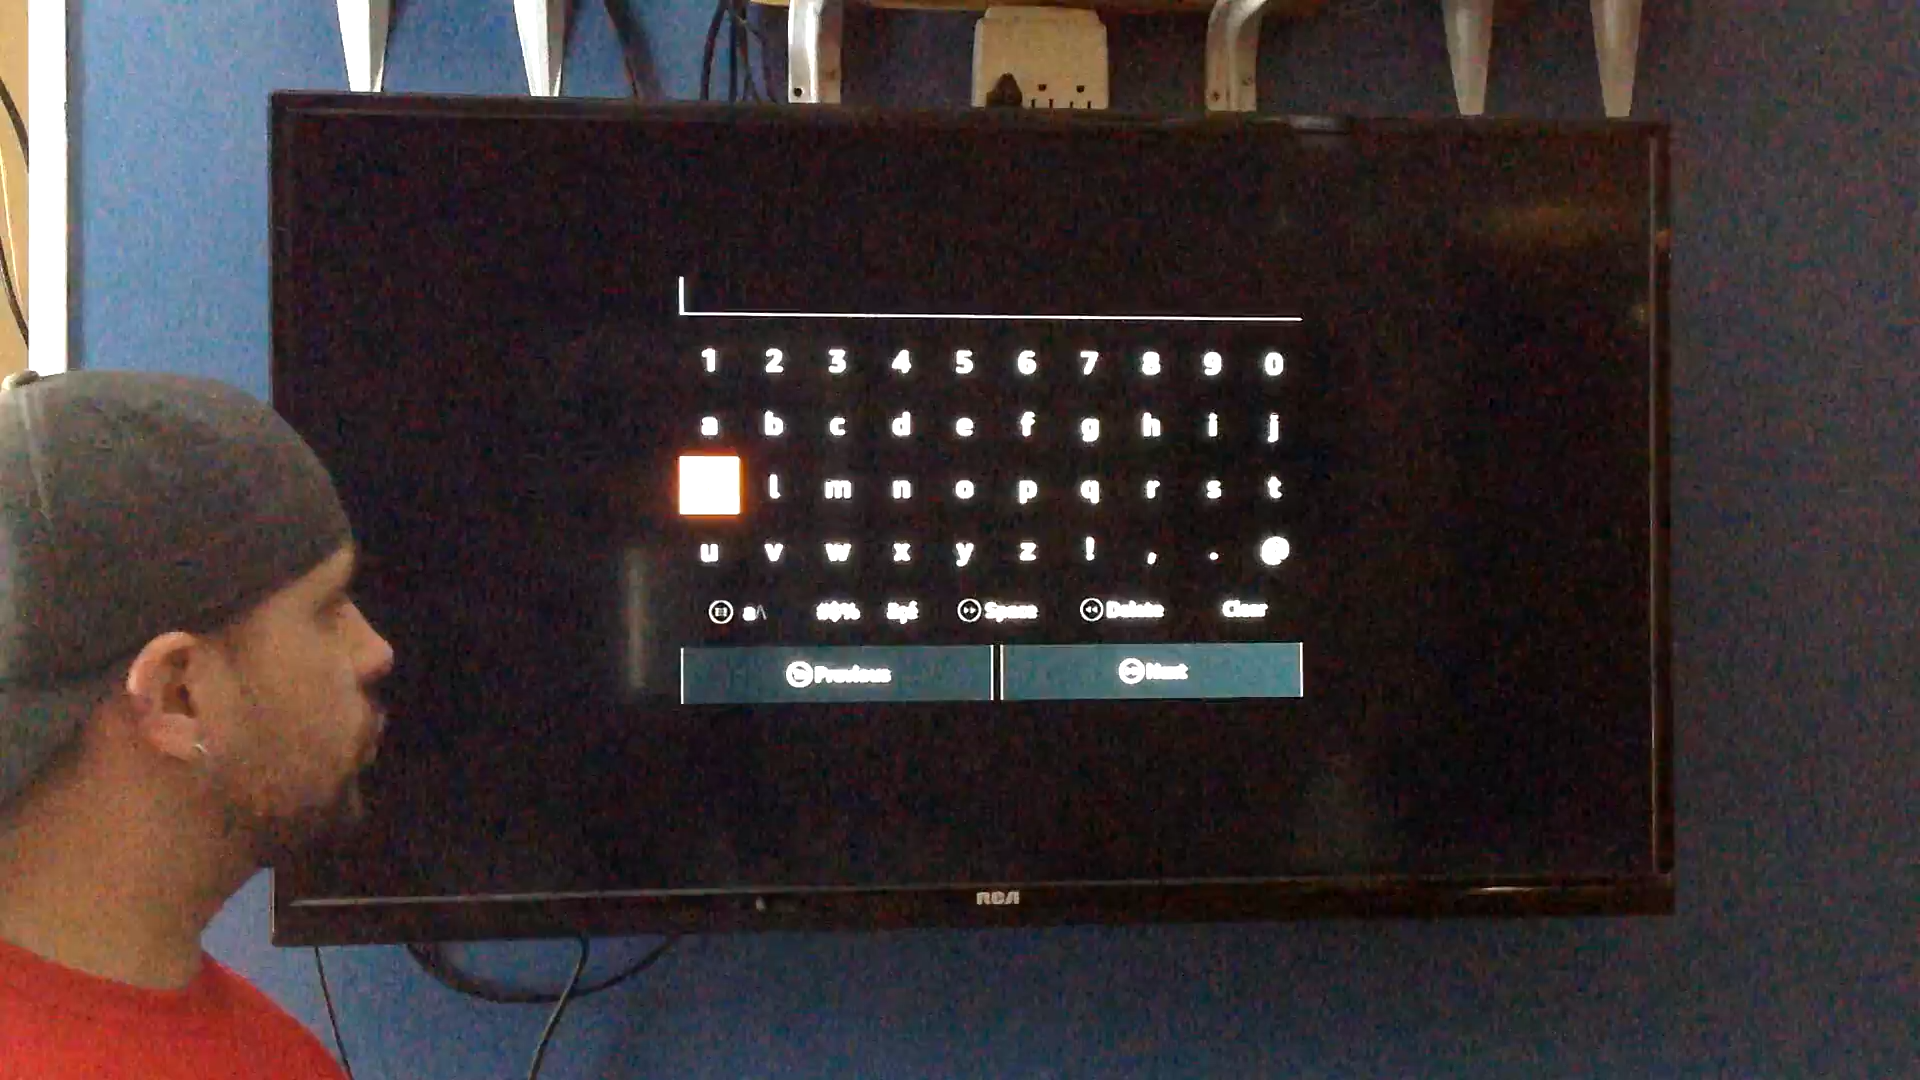 1 2 3 4 5 6 7 8 9 0
a b c d e f g h i j
l m n o p q r s t
u v w x y z ! , . @
#$% Space Delete Clear
Previous Next
RCA